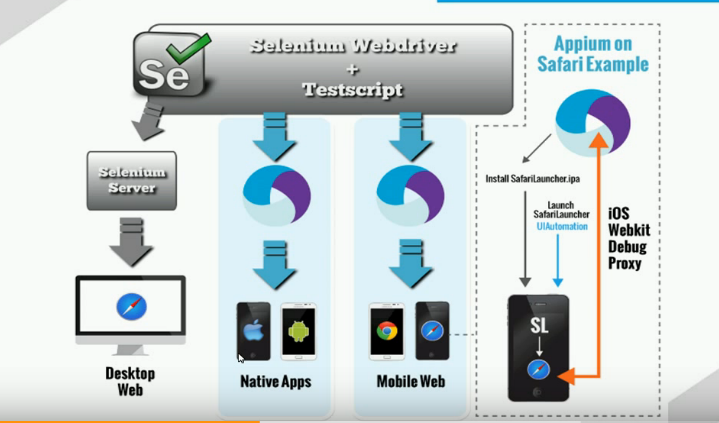 Se
Selenium Webdriver
+
Testscript
Appium on
Safari Example
Selenium
Server
Install SafariLauncher.ipa
Launch
SafariLauncher
UIAutomation
iOS
Webkit
Debug
Proxy
SL
Desktop
Web
Native Apps
Mobile Web